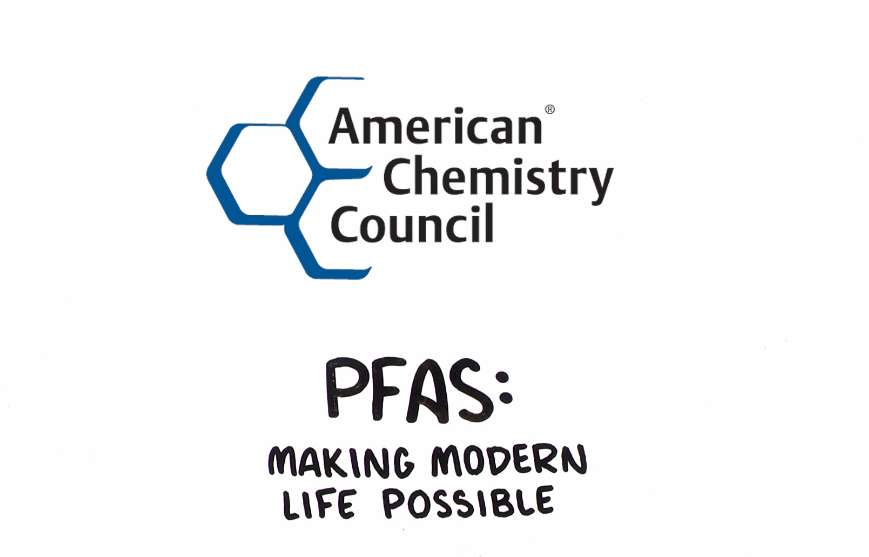 American®
Chemistry
Council
PFAS:
MAKING MODERN
LIFE POSSIBLE